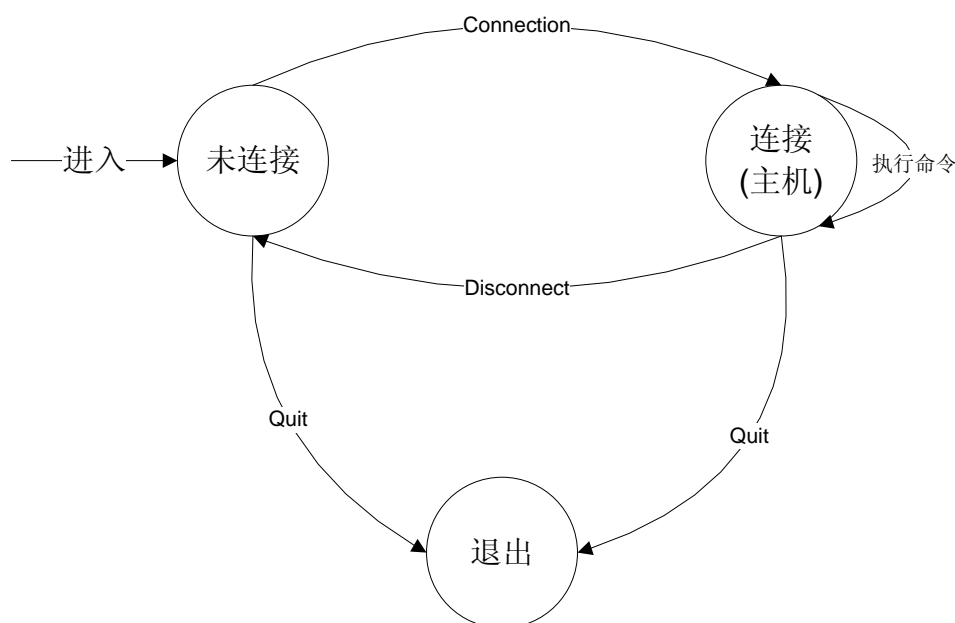 Connection
进入
未连接
连接
(主机)
执行命令
Disconnect
Quit
Quit
退出